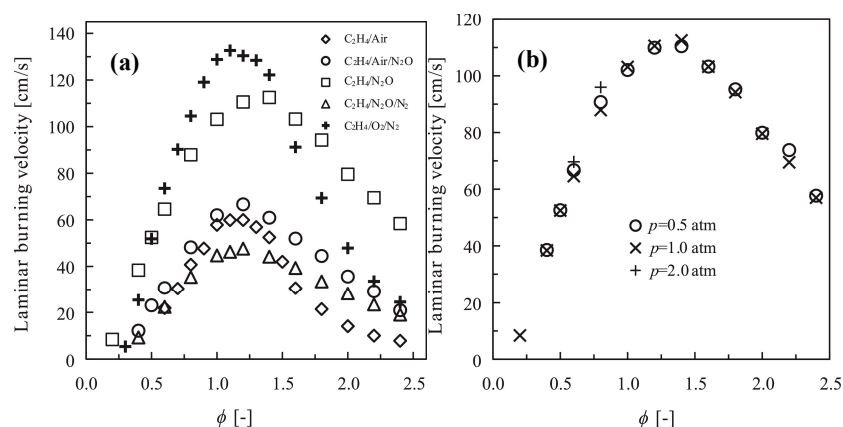 (a)
C₂H₄/Air
C₂H₄/Air/N₂O
C₂H₄/N₂O
C₂H₄/N₂O/N₂
C₂H₄/O₂/N₂
Laminar burning velocity [cm/s]
140
120
100
80
60
40
20
0
0.0 0.5 1.0 1.5 2.0 2.5
ϕ [-]
(b)
p=0.5 atm
p=1.0 atm
p=2.0 atm
Laminar burning velocity [cm/s]
120
100
80
60
40
20
0
0.0 0.5 1.0 1.5 2.0 2.5
ϕ [-]